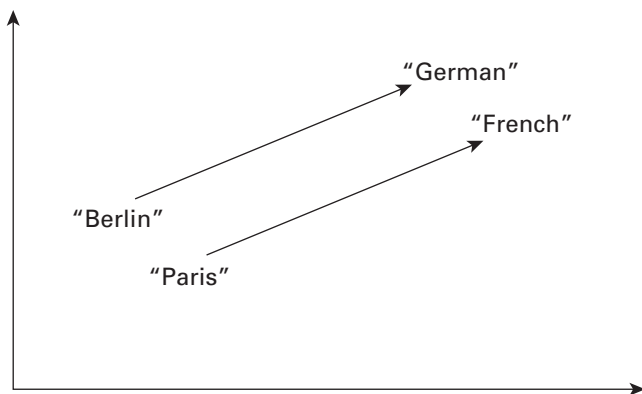 “German”
“French”
“Berlin”
“Paris”